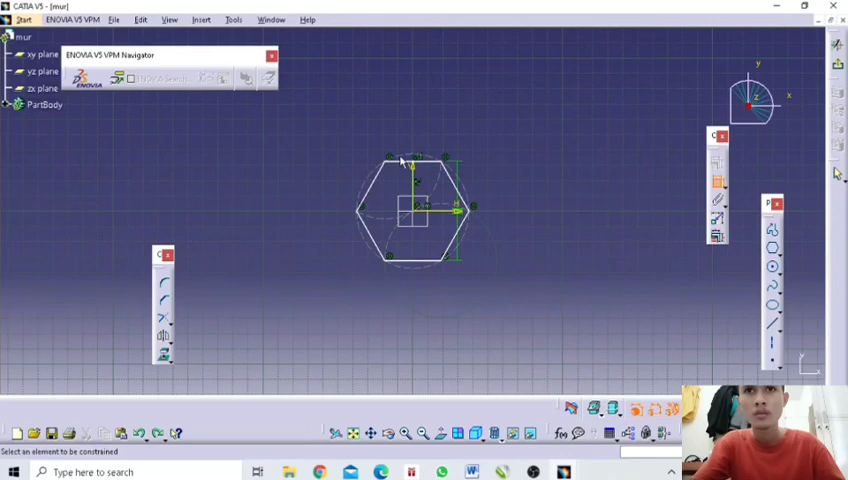 CATIA V5 - [mur]
Start ENOVIA V5 VPM File Edit View Insert Tools Window Help
mur
xy plane
yz plane
zx plane
PartBody
ENOVIA V5 VPM Navigator
ENOVIA Search...
y
x
z
H
Select an element to be constrained
Type here to search